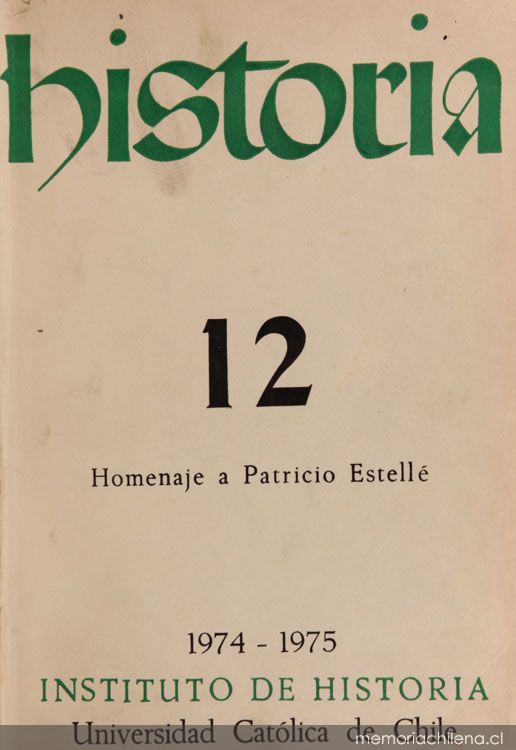 historia
12
Homenaje a Patricio Estellé
1974 - 1975
INSTITUTO DE HISTORIA
Universidad Católica de Chile
memoriachilena.cl